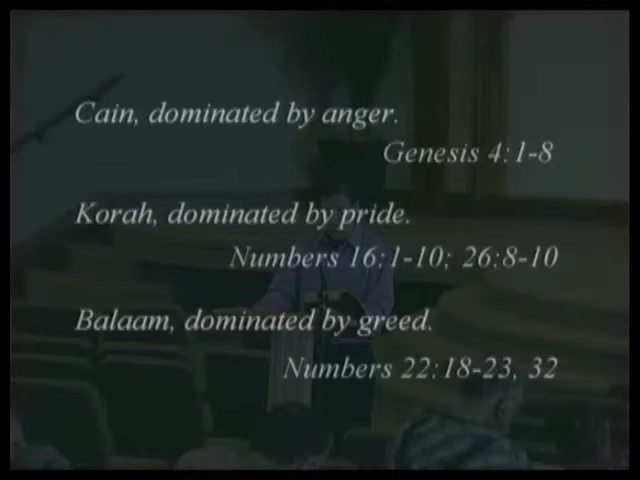 Cain, dominated by anger.
Genesis 4:1-8
Korah, dominated by pride.
Numbers 16:1-10; 26:8-10
Balaam, dominated by greed.
Numbers 22:18-23, 32